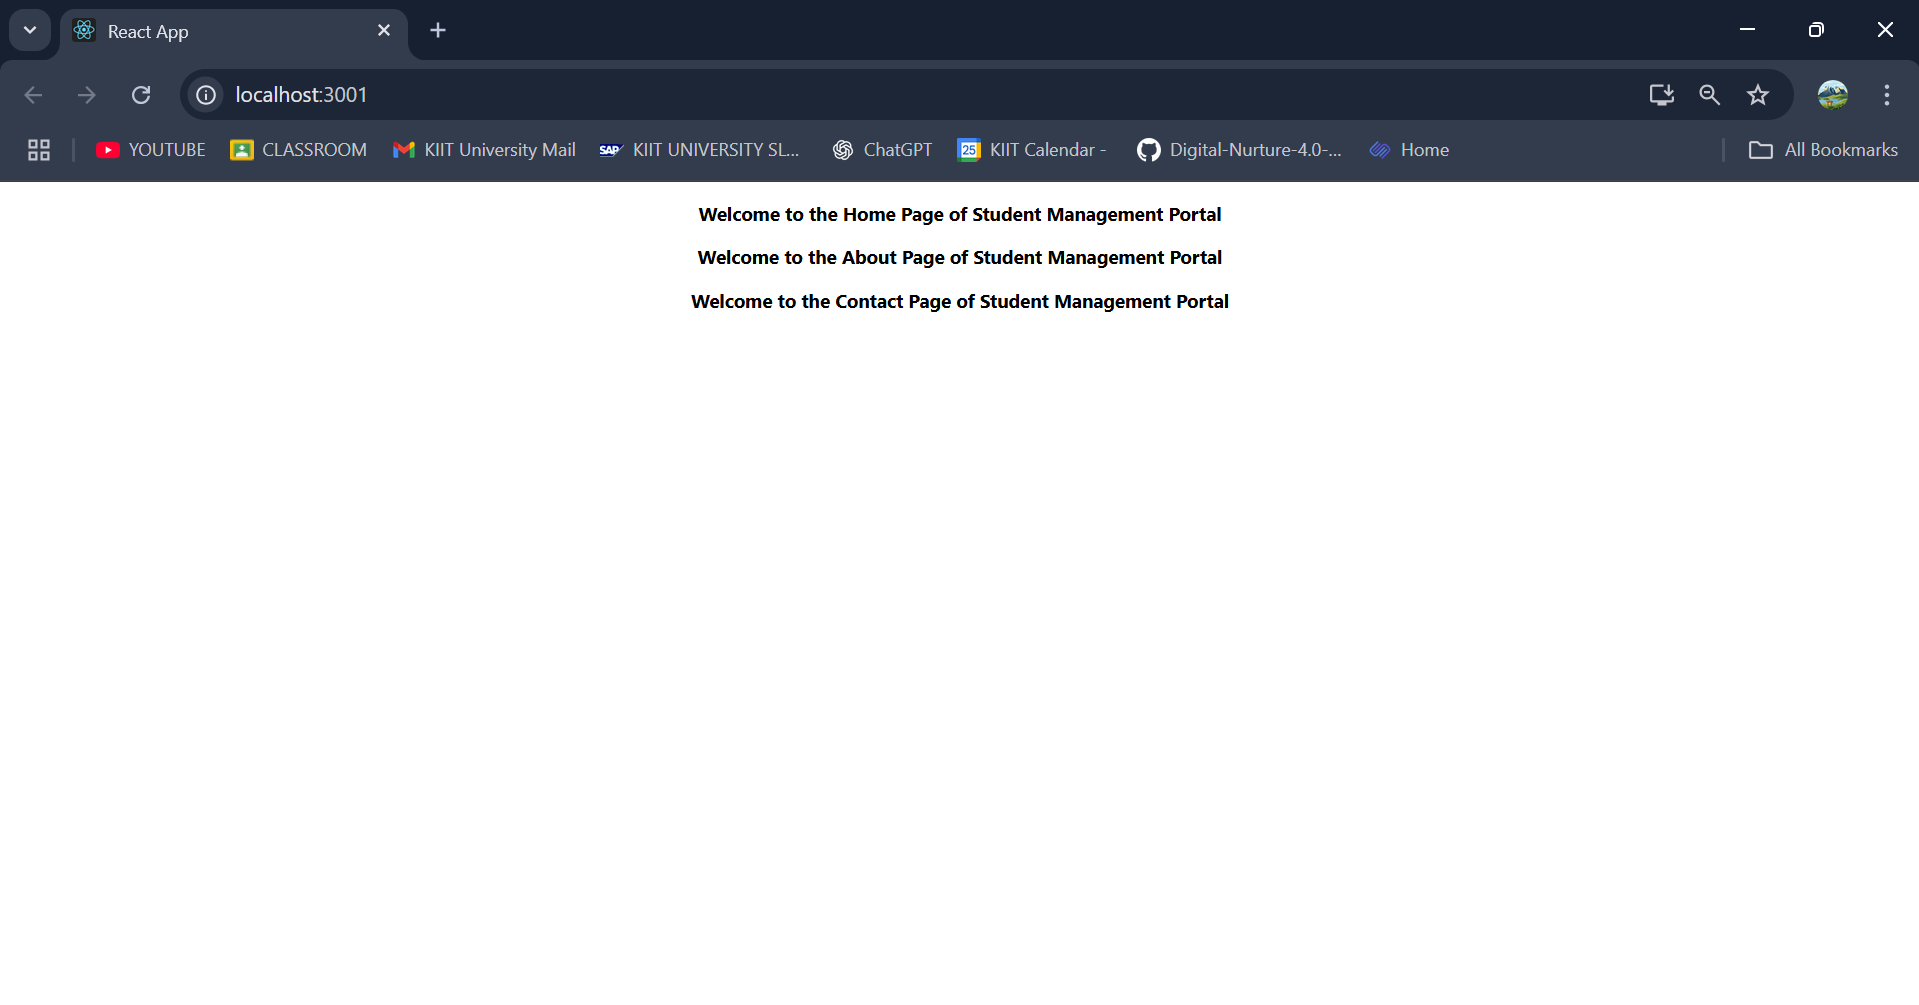 React App
localhost:3001
YOUTUBE CLASSROOM KIIT University Mail SAP KIIT UNIVERSITY SL... ChatGPT 25 KIIT Calendar - Digital-Nurture-4.0-... Home All Bookmarks
Welcome to the Home Page of Student Management Portal
Welcome to the About Page of Student Management Portal
Welcome to the Contact Page of Student Management Portal